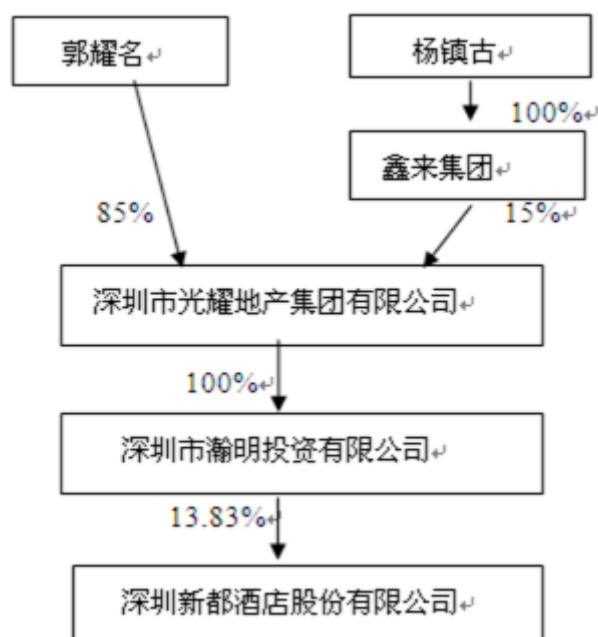 郭耀名
杨镇古
100%
鑫来集团
85%
15%
深圳市光耀地产集团有限公司
100%
深圳市瀚明投资有限公司
13.83%
深圳新都酒店股份有限公司